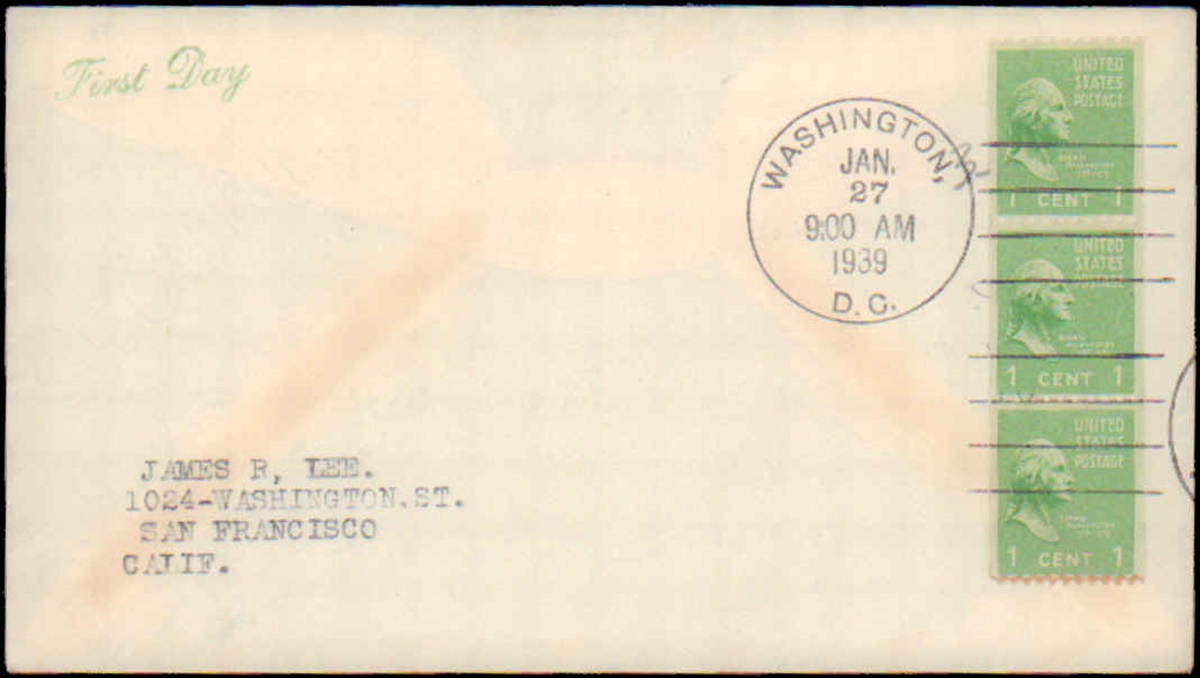 First Day
WASHINGTON,
JAN.
27
9:00 AM
1939
D. C.
UNITED
STATES
POSTAGE
1 CENT 1
UNITED
STATES
POSTAGE
1 CENT 1
UNITED
STATES
POSTAGE
1 CENT 1
JAMES R, LEE.
1024-WASHINGTON.ST.
SAN FRANCISCO
CALIF.